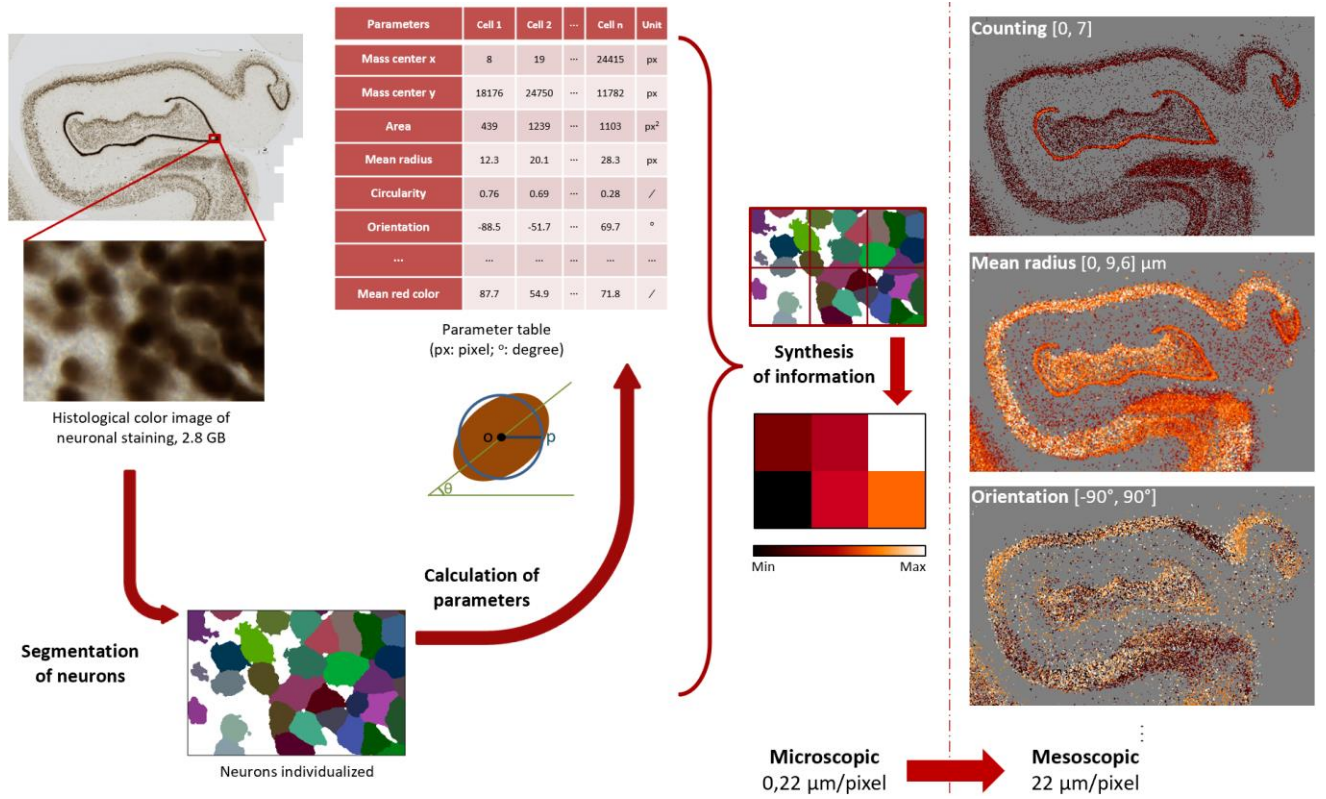 Parameters Cell 1 Cell 2 ... Cell n Unit
Mass center x 8 19 ... 24415 px
Mass center y 18176 24750 ... 11782 px
Area 439 1239 ... 1103 px²
Mean radius 12.3 20.1 ... 28.3 px
Circularity 0.76 0.69 ... 0.28 /
Orientation -88.5 -51.7 ... 69.7 °
... ... ... ... ... ...
Mean red color 87.7 54.9 ... 71.8 /
Parameter table
(px: pixel; °: degree)
Histological color image of
neuronal staining, 2.8 GB
O
p
θ
Segmentation
of neurons
Neurons individualized
Calculation of
parameters
Synthesis
of information
Min Max
Microscopic
0,22 µm/pixel
Mesoscopic
22 µm/pixel
Counting [0, 7]
Mean radius [0, 9,6] µm
Orientation [-90°, 90°]
...